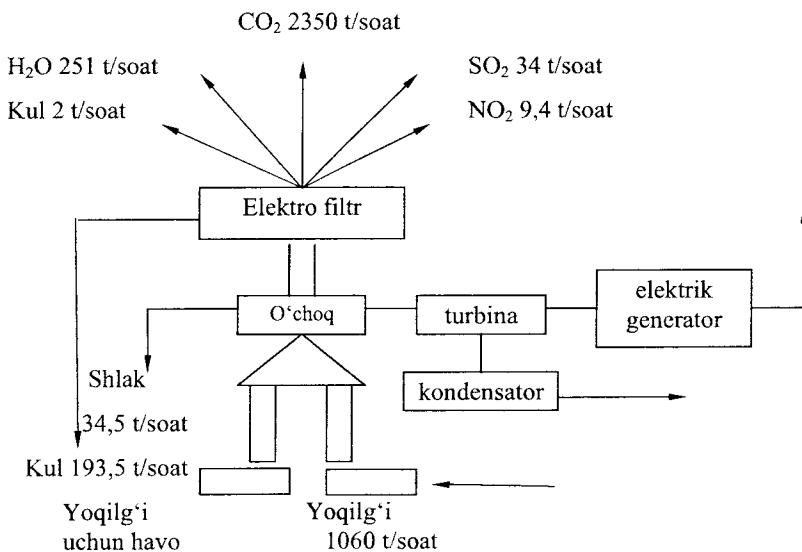 CO₂ 2350 t/soat
H₂O 251 t/soat
SO₂ 34 t/soat
Kul 2 t/soat
NO₂ 9,4 t/soat
Elektro filtr
O‘choq
turbina
elektrik
generator
kondensator
Shlak
34,5 t/soat
Kul 193,5 t/soat
Yoqilg‘i
uchun havo
Yoqilg‘i
1060 t/soat